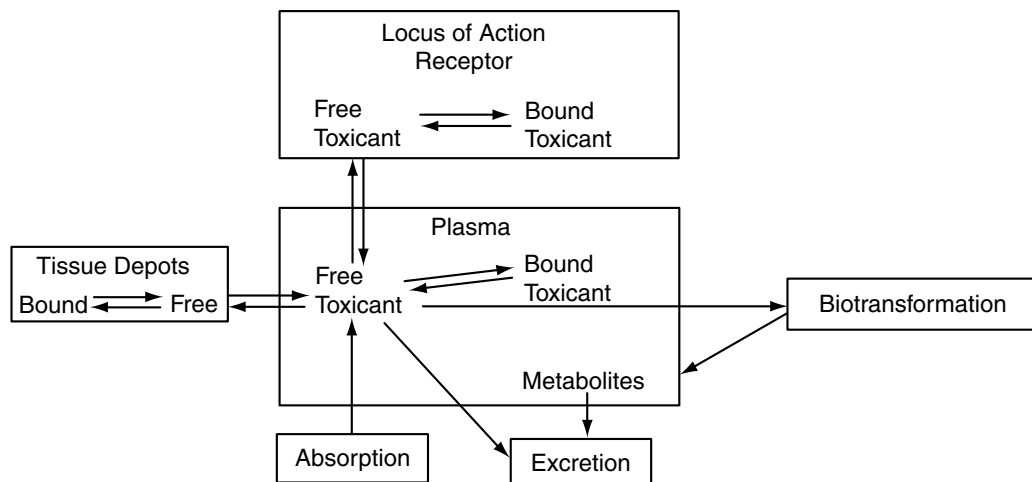 Locus of Action
Receptor
Free
Toxicant
Bound
Toxicant
Plasma
Tissue Depots
Bound
Free
Free
Toxicant
Bound
Toxicant
Biotransformation
Metabolites
Absorption
Excretion